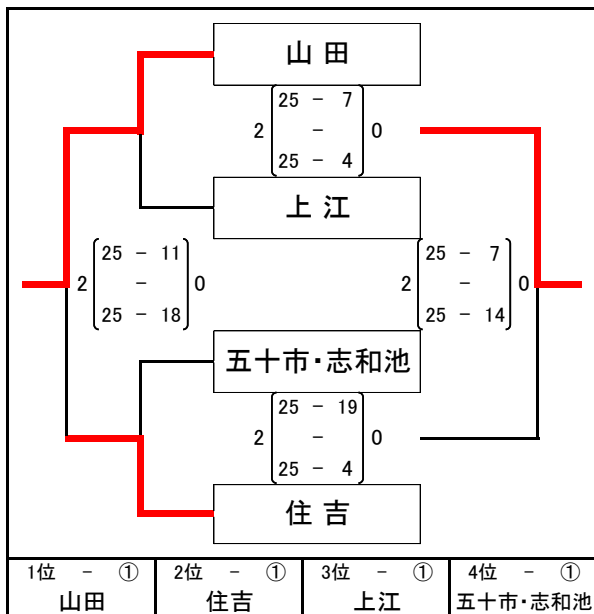 山田
25 - 7
2 - 0
25 - 4
上江
25 - 11
2 - 0
25 - 18
25 - 7
2 - 0
25 - 14
五十市・志和池
25 - 19
2 - 0
25 - 4
住吉
1位 - ① 2位 - ① 3位 - ① 4位 - ①
山田 住吉 上江 五十市・志和池